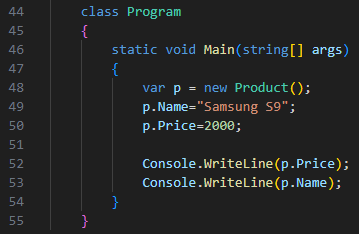 44 class Program
45 {
46 static void Main(string[] args)
47 {
48 var p = new Product();
49 p.Name="Samsung S9";
50 p.Price=2000;
51
52 Console.WriteLine(p.Price);
53 Console.WriteLine(p.Name);
54 }
55 }